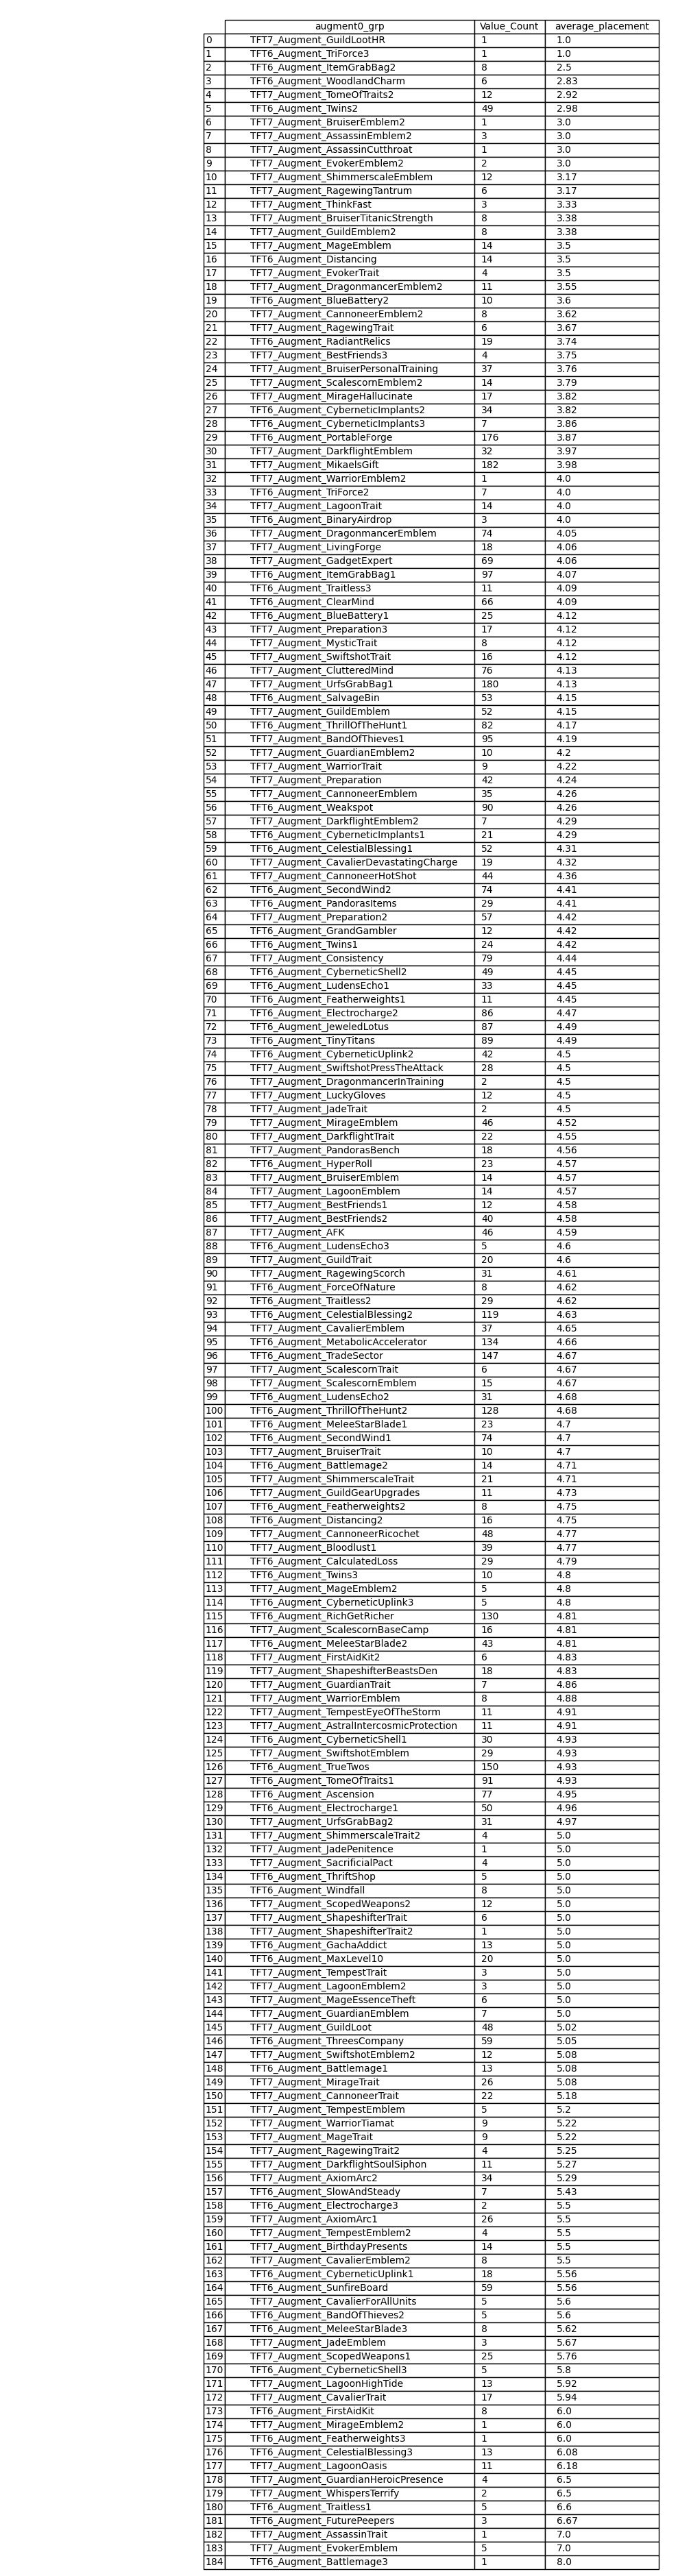 augment0_grp Value_Count average_placement
0 TFT7_Augment_GuildLootHR 1 1.0
1 TFT6_Augment_TriForce3 1 1.0
2 TFT6_Augment_ItemGrabBag2 8 2.5
3 TFT6_Augment_WoodlandCharm 6 2.83
4 TFT7_Augment_TomeOfTraits2 12 2.92
5 TFT6_Augment_Twins2 49 2.98
6 TFT7_Augment_BruiserEmblem2 1 3.0
7 TFT7_Augment_AssassinEmblem2 3 3.0
8 TFT7_Augment_AssassinCutthroat 1 3.0
9 TFT7_Augment_EvokerEmblem2 2 3.0
10 TFT7_Augment_ShimmerscaleEmblem 12 3.17
11 TFT7_Augment_RagewingTantrum 6 3.17
12 TFT7_Augment_ThinkFast 3 3.33
13 TFT7_Augment_BruiserTitanicStrength 8 3.38
14 TFT7_Augment_GuildEmblem2 8 3.38
15 TFT7_Augment_MageEmblem 14 3.5
16 TFT6_Augment_Distancing 14 3.5
17 TFT7_Augment_EvokerTrait 4 3.5
18 TFT7_Augment_DragonmancerEmblem2 11 3.55
19 TFT6_Augment_BlueBattery2 10 3.6
20 TFT7_Augment_CannoneerEmblem2 8 3.62
21 TFT7_Augment_RagewingTrait 6 3.67
22 TFT6_Augment_RadiantRelics 19 3.74
23 TFT7_Augment_BestFriends3 4 3.75
24 TFT7_Augment_BruiserPersonalTraining 37 3.76
25 TFT7_Augment_ScalescornEmblem2 14 3.79
26 TFT7_Augment_MirageHallucinate 17 3.82
27 TFT6_Augment_CyberneticImplants2 34 3.82
28 TFT6_Augment_CyberneticImplants3 7 3.86
29 TFT6_Augment_PortableForge 176 3.87
30 TFT7_Augment_DarkflightEmblem 32 3.97
31 TFT7_Augment_MikaelsGift 182 3.98
32 TFT7_Augment_WarriorEmblem2 1 4.0
33 TFT6_Augment_TriForce2 7 4.0
34 TFT7_Augment_LagoonTrait 14 4.0
35 TFT6_Augment_BinaryAirdrop 3 4.0
36 TFT7_Augment_DragonmancerEmblem 74 4.05
37 TFT7_Augment_LivingForge 18 4.06
38 TFT7_Augment_GadgetExpert 69 4.06
39 TFT6_Augment_ItemGrabBag1 97 4.07
40 TFT6_Augment_Traitless3 11 4.09
41 TFT6_Augment_ClearMind 66 4.09
42 TFT6_Augment_BlueBattery1 25 4.12
43 TFT7_Augment_Preparation3 17 4.12
44 TFT7_Augment_MysticTrait 8 4.12
45 TFT7_Augment_SwiftshotTrait 16 4.12
46 TFT7_Augment_ClutteredMind 76 4.13
47 TFT7_Augment_UrfsGrabBag1 180 4.13
48 TFT6_Augment_SalvageBin 53 4.15
49 TFT7_Augment_GuildEmblem 52 4.15
50 TFT6_Augment_ThrillOfTheHunt1 82 4.17
51 TFT7_Augment_BandOfThieves1 95 4.19
52 TFT7_Augment_GuardianEmblem2 10 4.2
53 TFT7_Augment_WarriorTrait 9 4.22
54 TFT7_Augment_Preparation 42 4.24
55 TFT7_Augment_CannoneerEmblem 35 4.26
56 TFT6_Augment_Weakspot 90 4.26
57 TFT7_Augment_DarkflightEmblem2 7 4.29
58 TFT6_Augment_CyberneticImplants1 21 4.29
59 TFT6_Augment_CelestialBlessing1 52 4.31
60 TFT7_Augment_CavalierDevastatingCharge 19 4.32
61 TFT7_Augment_CannoneerHotShot 44 4.36
62 TFT6_Augment_SecondWind2 74 4.41
63 TFT6_Augment_PandorasItems 29 4.41
64 TFT7_Augment_Preparation2 57 4.42
65 TFT6_Augment_GrandGambler 12 4.42
66 TFT6_Augment_Twins1 24 4.42
67 TFT7_Augment_Consistency 79 4.44
68 TFT6_Augment_CyberneticShell2 49 4.45
69 TFT6_Augment_LudensEcho1 33 4.45
70 TFT6_Augment_Featherweights1 11 4.45
71 TFT6_Augment_Electrocharge2 86 4.47
72 TFT6_Augment_JeweledLotus 87 4.49
73 TFT6_Augment_TinyTitans 89 4.49
74 TFT6_Augment_CyberneticUplink2 42 4.5
75 TFT7_Augment_SwiftshotPressTheAttack 28 4.5
76 TFT7_Augment_DragonmancerInTraining 2 4.5
77 TFT7_Augment_LuckyGloves 12 4.5
78 TFT7_Augment_JadeTrait 2 4.5
79 TFT7_Augment_MirageEmblem 46 4.52
80 TFT7_Augment_DarkflightTrait 22 4.55
81 TFT7_Augment_PandorasBench 18 4.56
82 TFT6_Augment_HyperRoll 23 4.57
83 TFT7_Augment_BruiserEmblem 14 4.57
84 TFT7_Augment_LagoonEmblem 14 4.57
85 TFT7_Augment_BestFriends1 12 4.58
86 TFT7_Augment_BestFriends2 40 4.58
87 TFT7_Augment_AFK 46 4.59
88 TFT6_Augment_LudensEcho3 5 4.6
89 TFT7_Augment_GuildTrait 20 4.6
90 TFT7_Augment_RagewingScorch 31 4.61
91 TFT6_Augment_ForceOfNature 8 4.62
92 TFT6_Augment_Traitless2 29 4.62
93 TFT6_Augment_CelestialBlessing2 119 4.63
94 TFT7_Augment_CavalierEmblem 37 4.65
95 TFT6_Augment_MetabolicAccelerator 134 4.66
96 TFT6_Augment_TradeSector 147 4.67
97 TFT7_Augment_ScalescornTrait 6 4.67
98 TFT7_Augment_ScalescornEmblem 15 4.67
99 TFT6_Augment_LudensEcho2 31 4.68
100 TFT6_Augment_ThrillOfTheHunt2 128 4.68
101 TFT6_Augment_MeleeStarBlade1 23 4.7
102 TFT6_Augment_SecondWind1 74 4.7
103 TFT7_Augment_BruiserTrait 10 4.7
104 TFT6_Augment_Battlemage2 14 4.71
105 TFT7_Augment_ShimmerscaleTrait 21 4.71
106 TFT7_Augment_GuildGearUpgrades 11 4.73
107 TFT6_Augment_Featherweights2 8 4.75
108 TFT6_Augment_Distancing2 16 4.75
109 TFT7_Augment_CannoneerRicochet 48 4.77
110 TFT7_Augment_Bloodlust1 39 4.77
111 TFT6_Augment_CalculatedLoss 29 4.79
112 TFT6_Augment_Twins3 10 4.8
113 TFT7_Augment_MageEmblem2 5 4.8
114 TFT6_Augment_CyberneticUplink3 5 4.8
115 TFT6_Augment_RichGetRicher 130 4.81
116 TFT7_Augment_ScalescornBaseCamp 16 4.81
117 TFT6_Augment_MeleeStarBlade2 43 4.81
118 TFT6_Augment_FirstAidKit2 6 4.83
119 TFT7_Augment_ShapeshifterBeastsDen 18 4.83
120 TFT7_Augment_GuardianTrait 7 4.86
121 TFT7_Augment_WarriorEmblem 8 4.88
122 TFT7_Augment_TempestEyeOfTheStorm 11 4.91
123 TFT7_Augment_AstralIntercosmicProtection 11 4.91
124 TFT6_Augment_CyberneticShell1 30 4.93
125 TFT7_Augment_SwiftshotEmblem 29 4.93
126 TFT6_Augment_TrueTwos 150 4.93
127 TFT6_Augment_TomeOfTraits1 91 4.93
128 TFT6_Augment_Ascension 77 4.95
129 TFT6_Augment_Electrocharge1 50 4.96
130 TFT7_Augment_UrfsGrabBag2 31 4.97
131 TFT7_Augment_ShimmerscaleTrait2 4 5.0
132 TFT7_Augment_JadePenitence 1 5.0
133 TFT7_Augment_SacrificialPact 4 5.0
134 TFT6_Augment_ThriftShop 5 5.0
135 TFT6_Augment_Windfall 8 5.0
136 TFT7_Augment_ScopedWeapons2 12 5.0
137 TFT7_Augment_ShapeshifterTrait 6 5.0
138 TFT7_Augment_ShapeshifterTrait2 1 5.0
139 TFT6_Augment_GachaAddict 13 5.0
140 TFT6_Augment_MaxLevel10 20 5.0
141 TFT7_Augment_TempestTrait 3 5.0
142 TFT7_Augment_LagoonEmblem2 3 5.0
143 TFT7_Augment_MageEssenceTheft 6 5.0
144 TFT7_Augment_GuardianEmblem 7 5.0
145 TFT7_Augment_GuildLoot 48 5.02
146 TFT6_Augment_ThreesCompany 59 5.05
147 TFT7_Augment_SwiftshotEmblem2 12 5.08
148 TFT6_Augment_Battlemage1 13 5.08
149 TFT7_Augment_MirageTrait 26 5.08
150 TFT7_Augment_CannoneerTrait 22 5.18
151 TFT7_Augment_TempestEmblem 5 5.2
152 TFT7_Augment_WarriorTiamat 9 5.22
153 TFT7_Augment_MageTrait 9 5.22
154 TFT7_Augment_RagewingTrait2 4 5.25
155 TFT7_Augment_DarkflightSoulSiphon 11 5.27
156 TFT7_Augment_AxiomArc2 34 5.29
157 TFT6_Augment_SlowAndSteady 7 5.43
158 TFT6_Augment_Electrocharge3 2 5.5
159 TFT7_Augment_AxiomArc1 26 5.5
160 TFT7_Augment_TempestEmblem2 4 5.5
161 TFT7_Augment_BirthdayPresents 14 5.5
162 TFT7_Augment_CavalierEmblem2 8 5.5
163 TFT6_Augment_CyberneticUplink1 18 5.56
164 TFT6_Augment_SunfireBoard 59 5.56
165 TFT7_Augment_CavalierForAllUnits 5 5.6
166 TFT7_Augment_BandOfThieves2 5 5.6
167 TFT6_Augment_MeleeStarBlade3 8 5.62
168 TFT7_Augment_JadeEmblem 3 5.67
169 TFT7_Augment_ScopedWeapons1 25 5.76
170 TFT6_Augment_CyberneticShell3 5 5.8
171 TFT7_Augment_LagoonHighTide 13 5.92
172 TFT7_Augment_CavalierTrait 17 5.94
173 TFT6_Augment_FirstAidKit 8 6.0
174 TFT7_Augment_MirageEmblem2 1 6.0
175 TFT6_Augment_Featherweights3 1 6.0
176 TFT6_Augment_CelestialBlessing3 13 6.08
177 TFT7_Augment_LagoonOasis 11 6.18
178 TFT7_Augment_GuardianHeroicPresence 4 6.5
179 TFT7_Augment_WhispersTerrify 2 6.5
180 TFT6_Augment_Traitless1 5 6.6
181 TFT6_Augment_FuturePeepers 3 6.67
182 TFT7_Augment_AssassinTrait 1 7.0
183 TFT7_Augment_EvokerEmblem 5 7.0
184 TFT6_Augment_Battlemage3 1 8.0